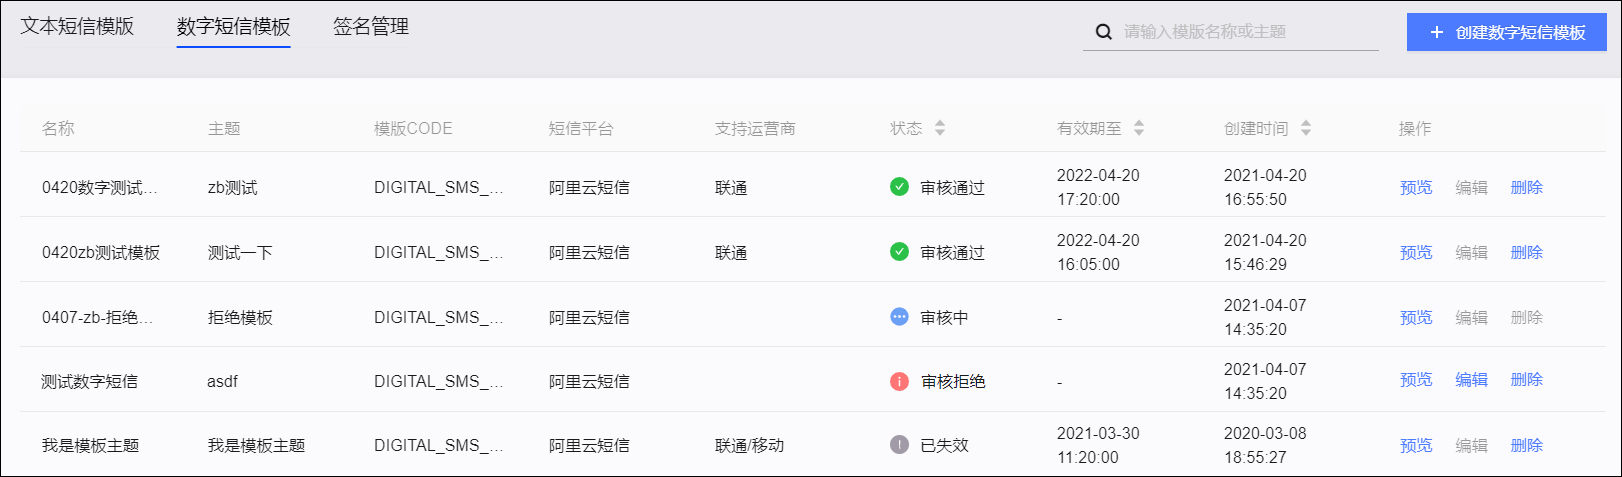 文本短信模版 数字短信模板 签名管理 请输入模版名称或主题 + 创建数字短信模板
名称 主题 模版CODE 短信平台 支持运营商 状态 有效期至 创建时间 操作
0420数字测试... zb测试 DIGITAL_SMS_... 阿里云短信 联通 审核通过 2022-04-20 17:20:00 2021-04-20 16:55:50 预览 编辑 删除
0420zb测试模板 测试一下 DIGITAL_SMS_... 阿里云短信 联通 审核通过 2022-04-20 16:05:00 2021-04-20 15:46:29 预览 编辑 删除
0407-zb-拒绝... 拒绝模板 DIGITAL_SMS_... 阿里云短信 审核中 - 2021-04-07 14:35:20 预览 编辑 删除
测试数字短信 asdf DIGITAL_SMS_... 阿里云短信 审核拒绝 - 2021-04-07 14:35:20 预览 编辑 删除
我是模板主题 我是模板主题 DIGITAL_SMS_... 阿里云短信 联通/移动 已失效 2021-03-30 11:20:00 2020-03-08 18:55:27 预览 编辑 删除